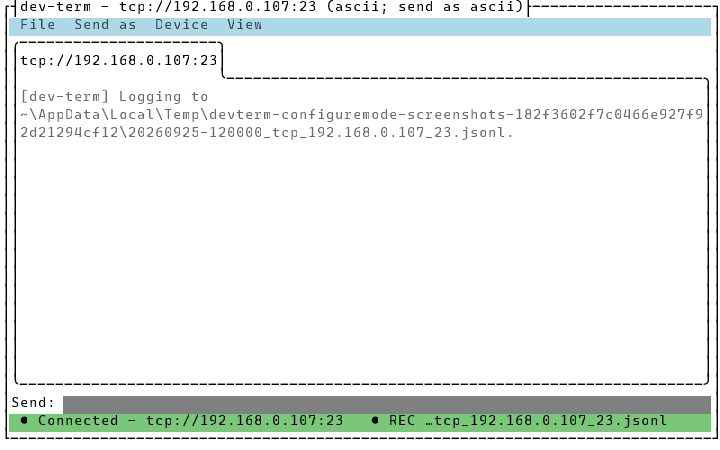 dev-term - tcp://192.168.0.107:23 (ascii; send as ascii)
File Send as Device View
tcp://192.168.0.107:23
[dev-term] Logging to
~\AppData\Local\Temp\devterm-configuremode-screenshots-182f3602f7c0466e927f9
2d21294cf12\20260925-120000_tcp_192.168.0.107_23.jsonl.
Send:
● Connected - tcp://192.168.0.107:23 ● REC …tcp_192.168.0.107_23.jsonl